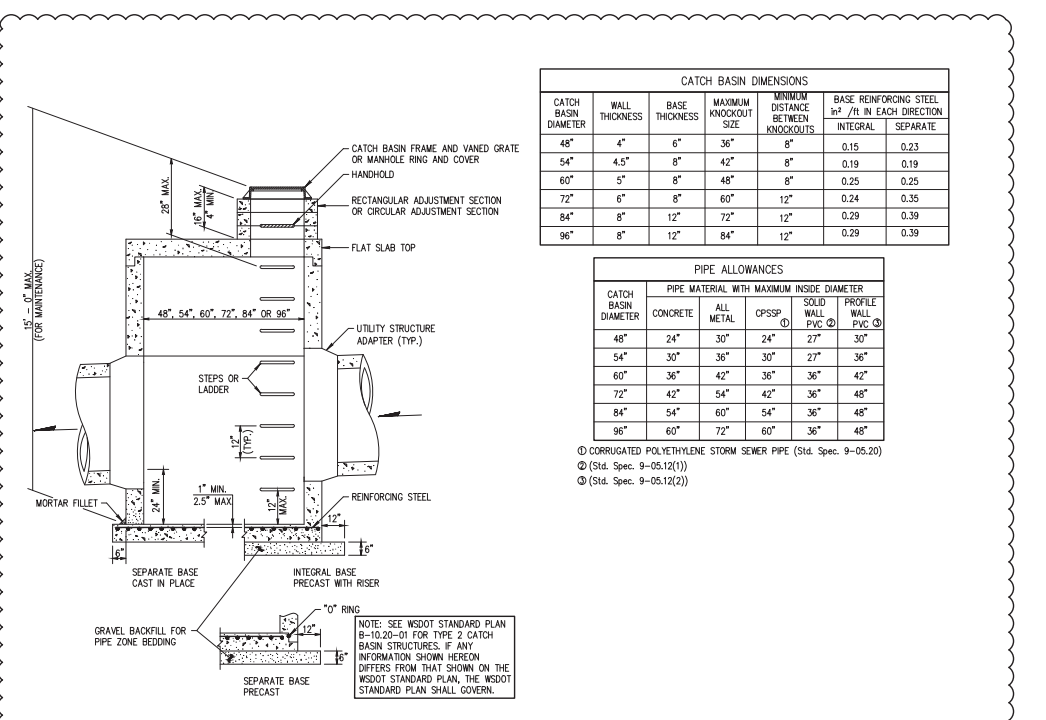 CATCH BASIN FRAME AND VANED GRATE
OR MANHOLE RING AND COVER
HANDHOLD
RECTANGULAR ADJUSTMENT SECTION
OR CIRCULAR ADJUSTMENT SECTION
FLAT SLAB TOP
28" MAX.
16" MAX.
4" MIN.
15' - 0" MAX.
(FOR MAINTENANCE)
48", 54", 60", 72", 84" OR 96"
UTILITY STRUCTURE
ADAPTER (TYP.)
STEPS OR
LADDER
12"
(TYP.)
24" MIN.
1" MIN.
2.5" MAX
12"
MAX.
REINFORCING STEEL
12"
MORTAR FILLET
6"
6"
SEPARATE BASE
CAST IN PLACE
INTEGRAL BASE
PRECAST WITH RISER
GRAVEL BACKFILL FOR
PIPE ZONE BEDDING
"O" RING
12"
6"
SEPARATE BASE
PRECAST
NOTE: SEE WSDOT STANDARD PLAN
B-10.20-01 FOR TYPE 2 CATCH
BASIN STRUCTURES. IF ANY
INFORMATION SHOWN HEREON
DIFFERS FROM THAT SHOWN ON THE
WSDOT STANDARD PLAN, THE WSDOT
STANDARD PLAN SHALL GOVERN.
CATCH BASIN DIMENSIONS
CATCH BASIN DIAMETER WALL THICKNESS BASE THICKNESS MAXIMUM KNOCKOUT SIZE MINIMUM DISTANCE BETWEEN KNOCKOUTS BASE REINFORCING STEEL in² /ft IN EACH DIRECTION
INTEGRAL SEPARATE
48" 4" 6" 36" 8" 0.15 0.23
54" 4.5" 8" 42" 8" 0.19 0.19
60" 5" 8" 48" 8" 0.25 0.25
72" 6" 8" 60" 12" 0.24 0.35
84" 8" 12" 72" 12" 0.29 0.39
96" 8" 12" 84" 12" 0.29 0.39
PIPE ALLOWANCES
CATCH BASIN DIAMETER PIPE MATERIAL WITH MAXIMUM INSIDE DIAMETER
CONCRETE ALL METAL CPSSP ① SOLID WALL PVC ② PROFILE WALL PVC ③
48" 24" 30" 24" 27" 30"
54" 30" 36" 30" 27" 36"
60" 36" 42" 36" 36" 42"
72" 42" 54" 42" 36" 48"
84" 54" 60" 54" 36" 48"
96" 60" 72" 60" 36" 48"
① CORRUGATED POLYETHYLENE STORM SEWER PIPE (Std. Spec. 9-05.20)
② (Std. Spec. 9-05.12(1))
③ (Std. Spec. 9-05.12(2))